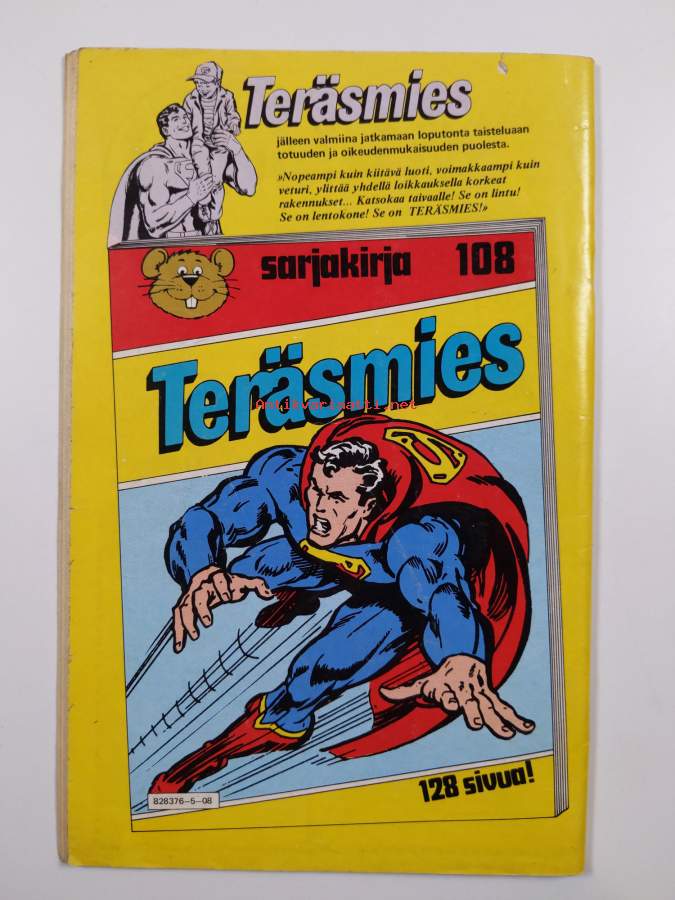 Teräsmies
jälleen valmiina jatkamaan loputonta taisteluaan
totuuden ja oikeudenmukaisuuden puolesta.
»Nopeampi kuin kiitävä luoti, voimakkaampi kuin
veturi, ylittää yhdellä loikkauksella korkeat
rakennukset... Katsokaa taivaalle! Se on lintu!
Se on lentokone! Se on TERÄSMIES!»
sarjakirja 108
Teräsmies
Antikvariaatti.net
128 sivua!
828376-5-08